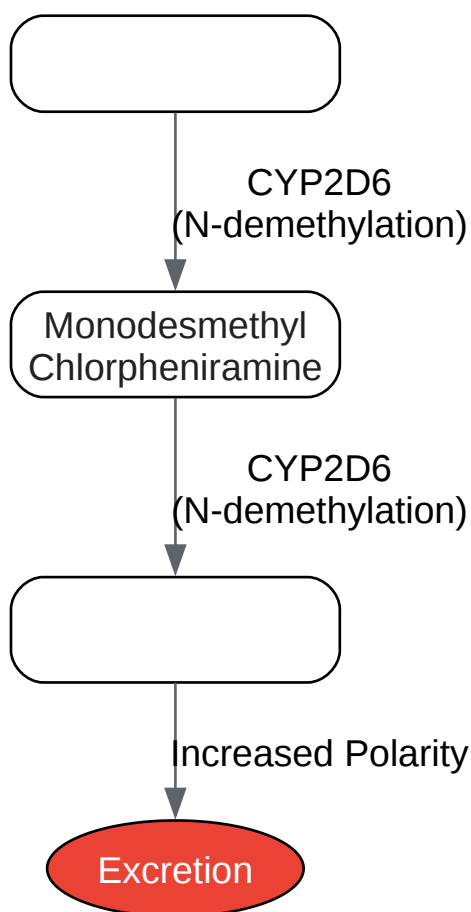 CYP2D6
(N-demethylation)
Monodesmethyl
Chlorpheniramine
CYP2D6
(N-demethylation)
Increased Polarity
Excretion